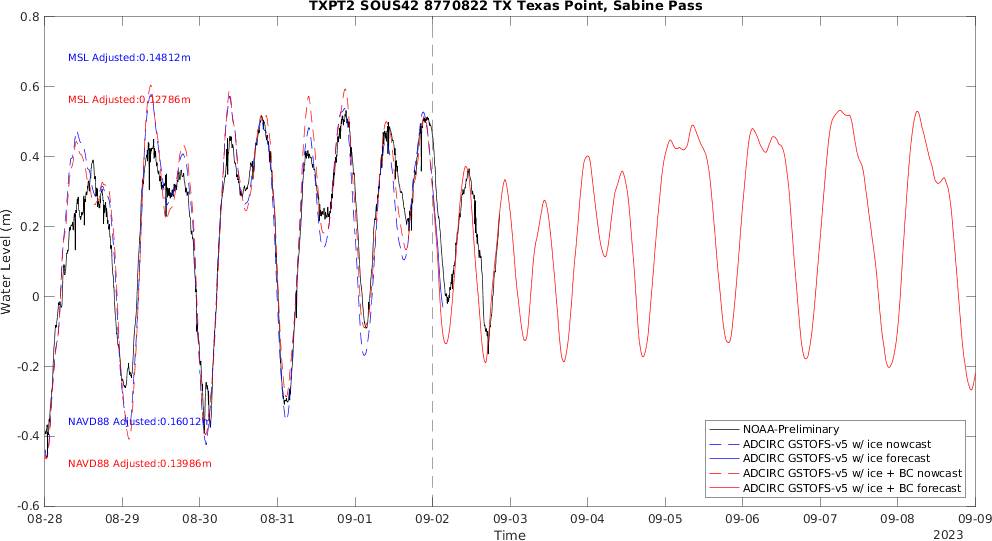 TXPT2 SOUS42 8770822 TX Texas Point, Sabine Pass
0.8
0.6
0.4
0.2
0
-0.2
-0.4
-0.6
Water Level (m)
MSL Adjusted:0.14812m
MSL Adjusted:0.12786m
NAVD88 Adjusted:0.16012m
NAVD88 Adjusted:0.13986m
NOAA-Preliminary
ADCIRC GSTOFS-v5 w/ ice nowcast
ADCIRC GSTOFS-v5 w/ ice forecast
ADCIRC GSTOFS-v5 w/ ice + BC nowcast
ADCIRC GSTOFS-v5 w/ ice + BC forecast
08-28 08-29 08-30 08-31 09-01 09-02 09-03 09-04 09-05 09-06 09-07 09-08 09-09
Time
2023